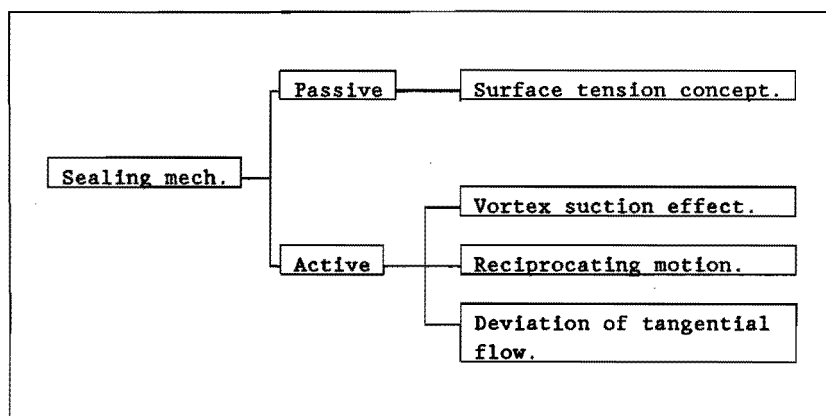 Passive
Surface tension concept.
Sealing mech.
Vortex suction effect.
Active
Reciprocating motion.
Deviation of tangential
flow.